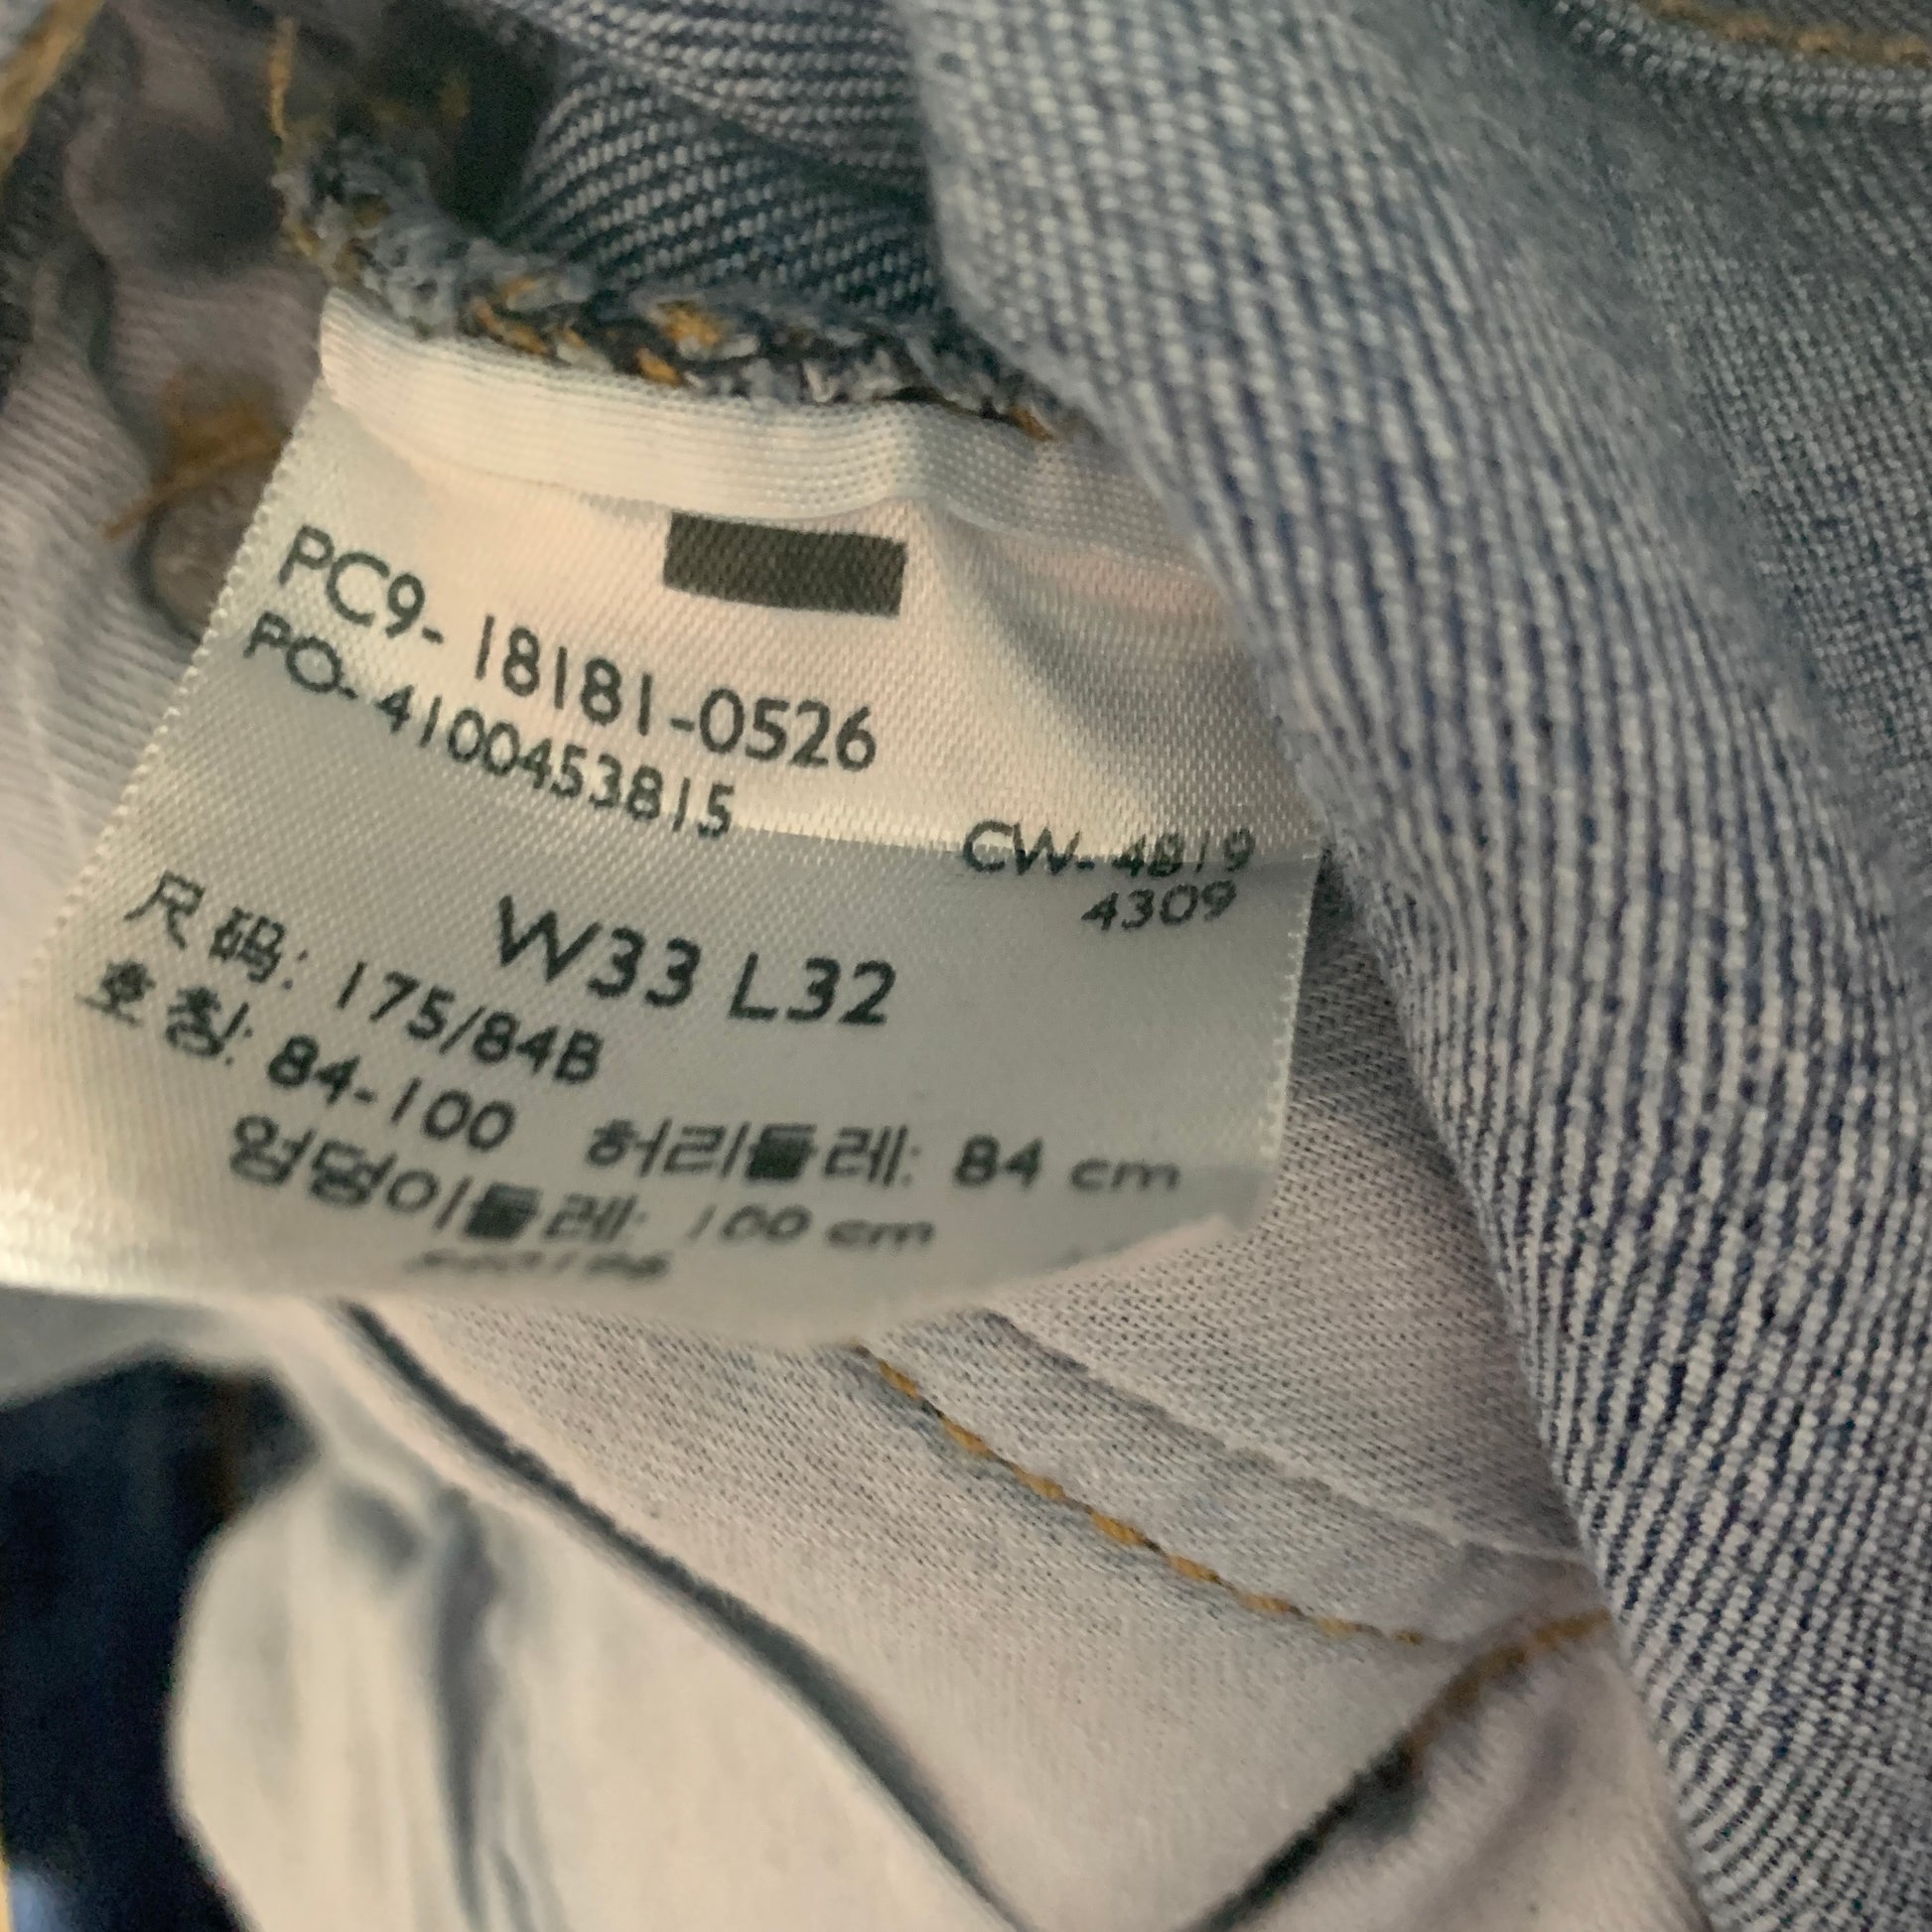 PC9- 18181-0526
PO- 4100453815
CW- 4819
4309
W33 L32
尺码: 175/84B
호칭: 84-100 허리둘레: 84 cm
엉덩이둘레: 100 cm